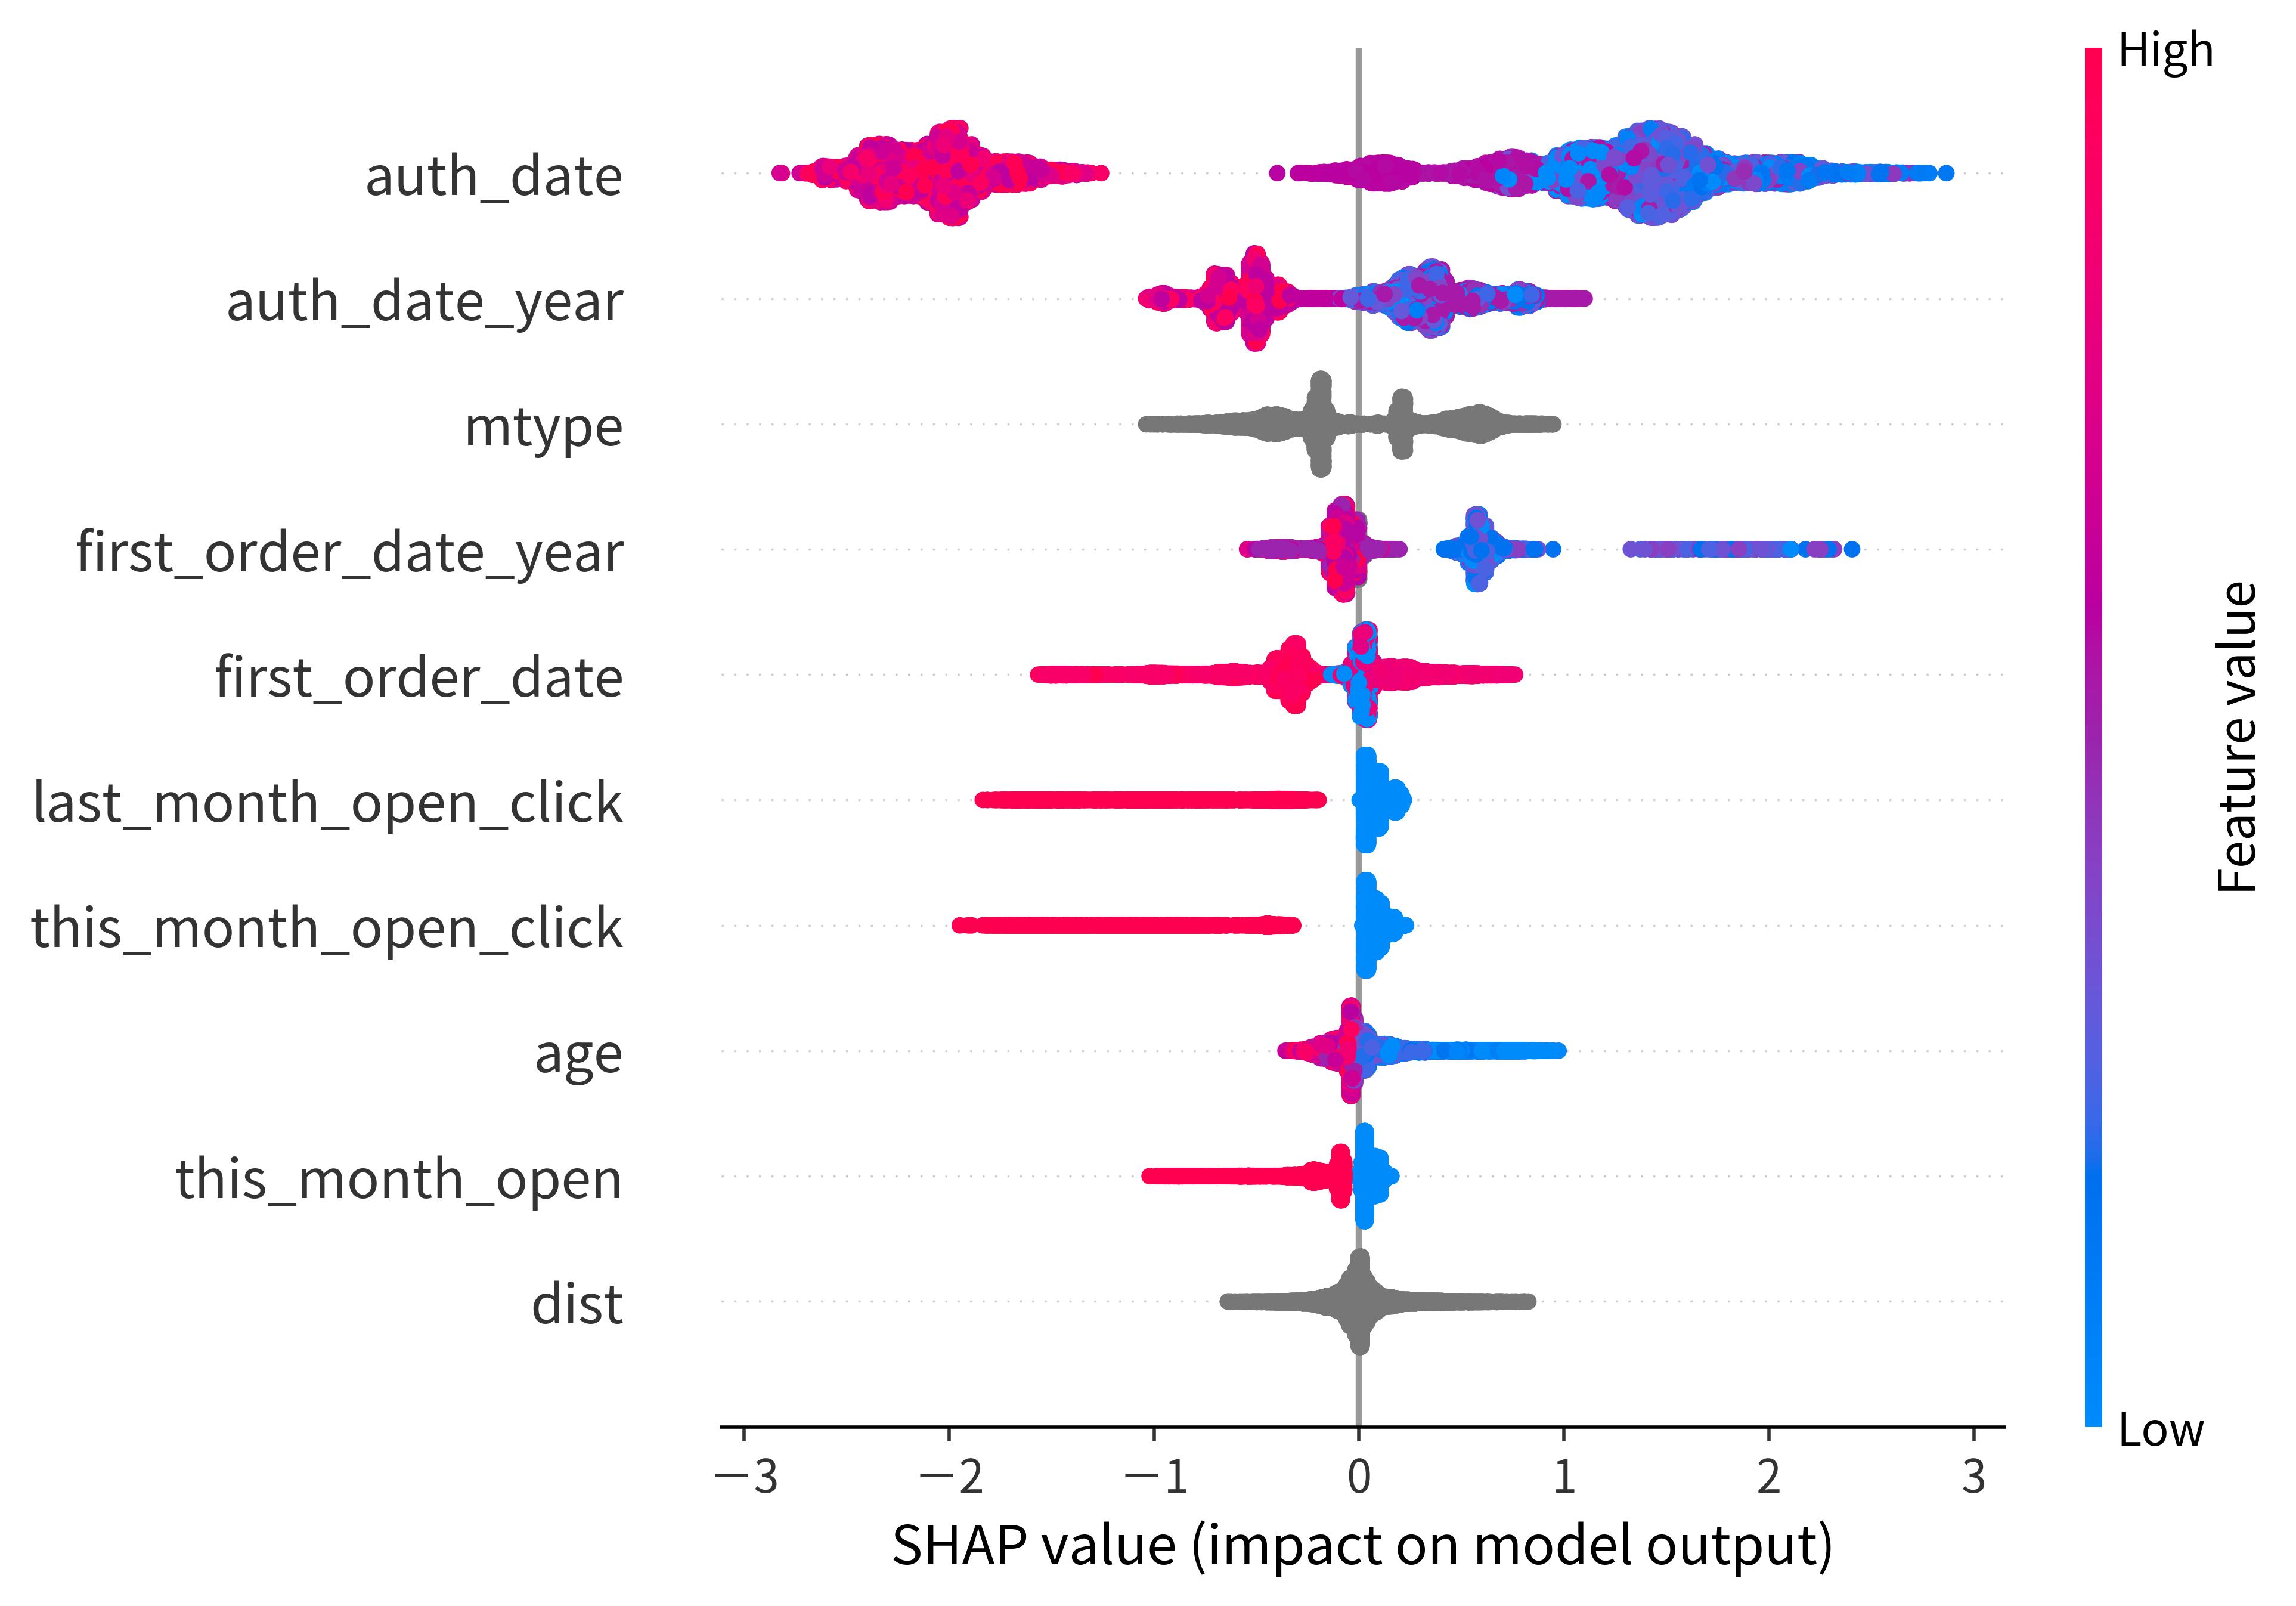 High
auth_date
auth_date_year
mtype
first_order_date_year
first_order_date
last_month_open_click
this_month_open_click
age
this_month_open
dist
Feature value
Low
−3 −2 −1 0 1 2 3
SHAP value (impact on model output)